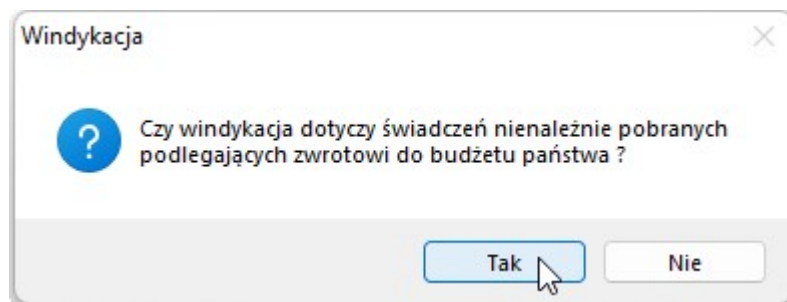 Windykacja
Czy windykacja dotyczy świadczeń nienależnie pobranych
podlegających zwrotowi do budżetu państwa ?
Tak
Nie